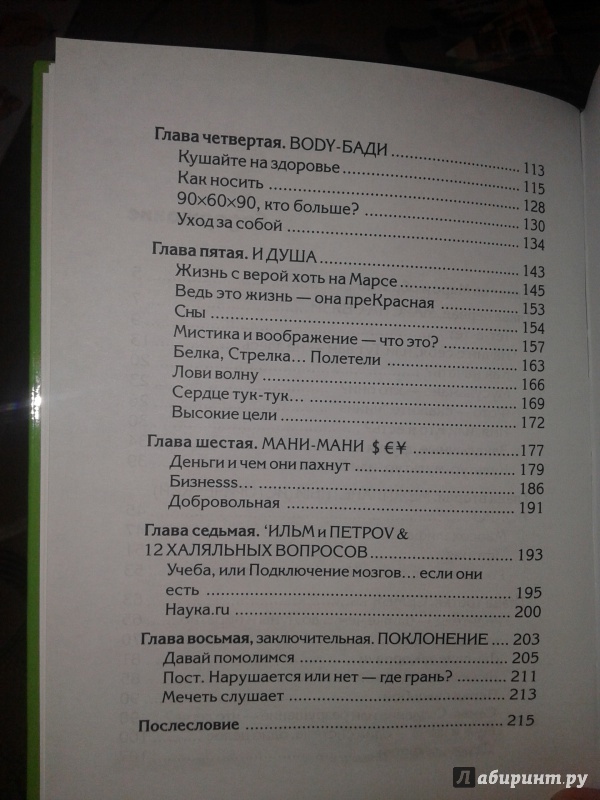 Глава четвертая. BODY-БАДИ ........ 113
Кушайте на здоровье ........ 115
Как носить ........ 128
90×60×90, кто больше? ........ 130
Уход за собой ........ 134
Глава пятая. И ДУША ........ 143
Жизнь с верой хоть на Марсе ........ 145
Ведь это жизнь — она преКрасная ........ 153
Сны ........ 154
Мистика и воображение — что это? ........ 157
Белка, Стрелка... Полетели ........ 163
Лови волну ........ 166
Сердце тук-тук... ........ 169
Высокие цели ........ 172
Глава шестая. МАНИ-МАНИ $ € ¥ ........ 177
Деньги и чем они пахнут ........ 179
Бизнеsss... ........ 186
Добровольная ........ 191
Глава седьмая. ‘ИЛЬМ и ПЕТРОV &
12 ХАЛЯЛЬНЫХ ВОПРОСОВ ........ 193
Учеба, или Подключение мозгов... если они
есть ........ 195
Наука.ru ........ 200
Глава восьмая, заключительная. ПОКЛОНЕНИЕ .... 203
Давай помолимся ........ 205
Пост. Нарушается или нет — где грань? ........ 211
Мечеть слушает ........ 213
Послесловие ........ 215
Лабиринт.ру